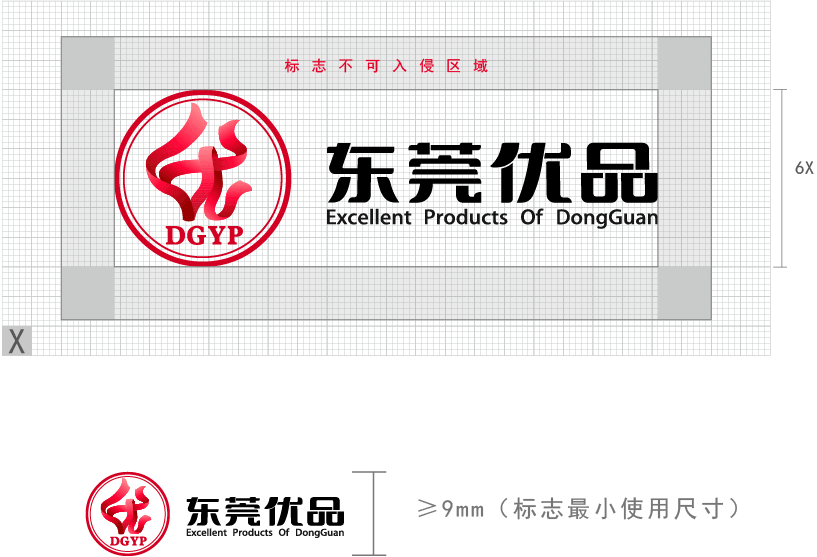 标志不可入侵区域
6X
DGYP
东莞优品
Excellent Products Of DongGuan
X
DGYP
东莞优品
Excellent Products Of DongGuan
≥9mm（标志最小使用尺寸）